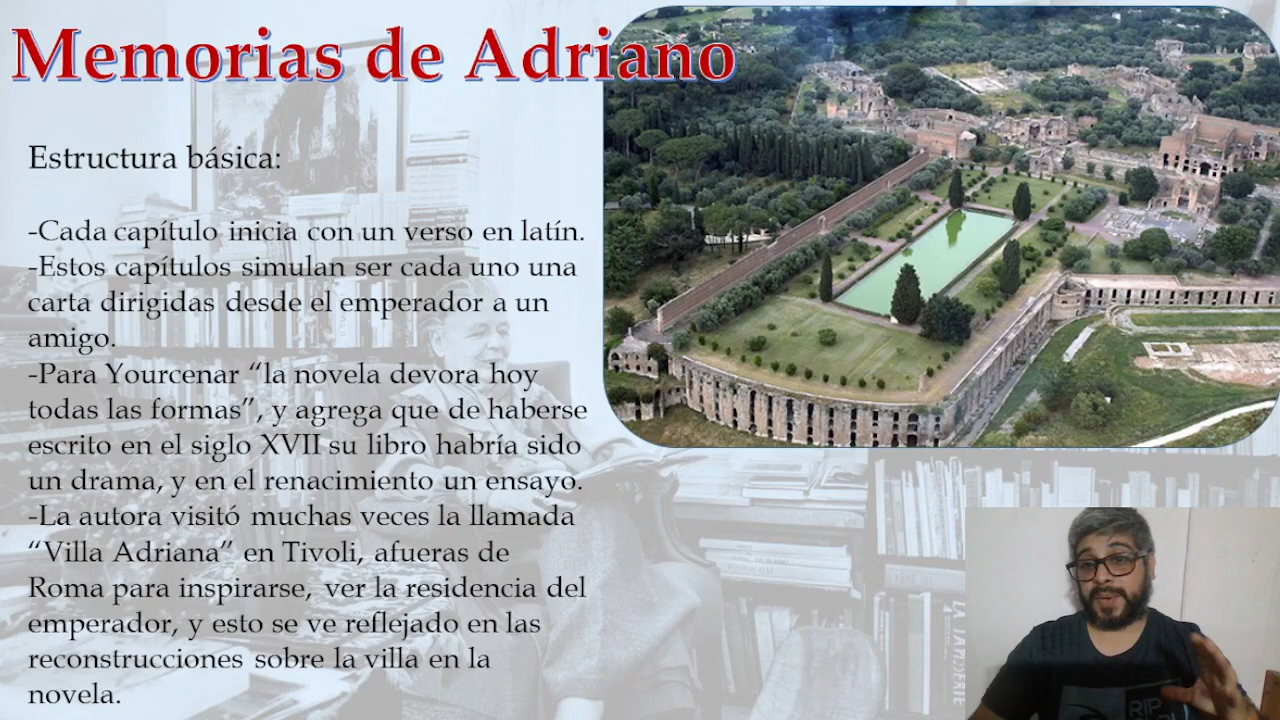 Memorias de Adriano
Estructura básica:
-Cada capítulo inicia con un verso en latín.
-Estos capítulos simulan ser cada uno una
carta dirigidas desde el emperador a un
amigo.
-Para Yourcenar “la novela devora hoy
todas las formas”, y agrega que de haberse
escrito en el siglo XVII su libro habría sido
un drama, y en el renacimiento un ensayo.
-La autora visitó muchas veces la llamada
“Villa Adriana” en Tivoli, afueras de
Roma para inspirarse, ver la residencia del
emperador, y esto se ve reflejado en las
reconstrucciones sobre la villa en la
novela.
RIP